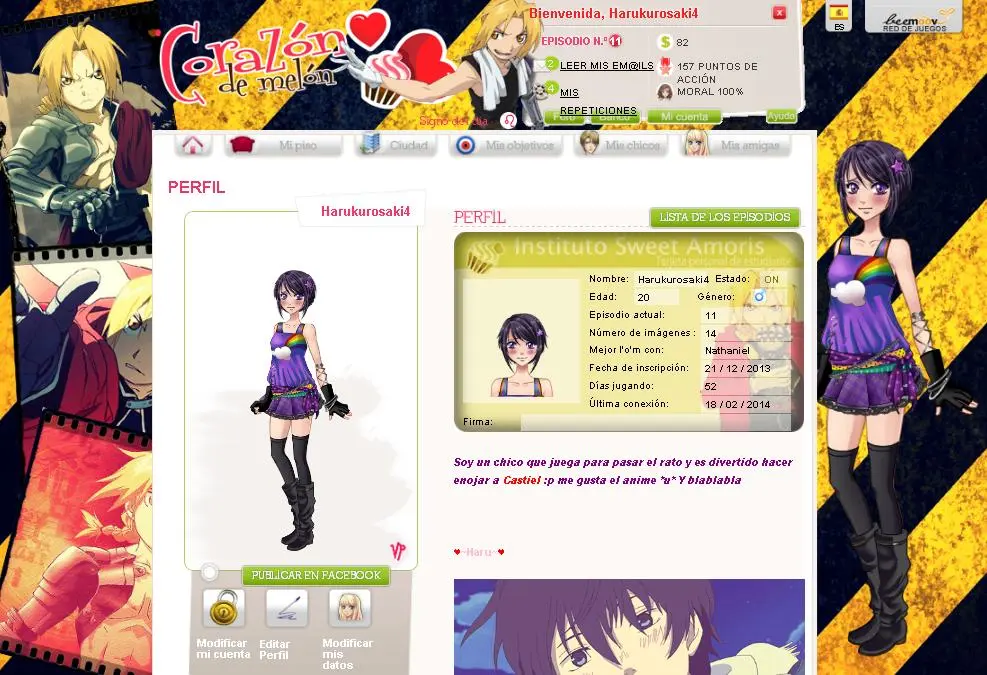 Corazón
de melón
Bienvenida, Harukurosaki4
ES
Beemoov
RED DE JUEGOS
EPISODIO N.º 11
82
2 LEER MIS EM@ILS
157 PUNTOS DE
ACCIÓN
4 MIS
REPETICIONES
MORAL 100%
Signo del día
Foro
Banco
Mi cuenta
Ayuda
Mi piso
Ciudad
Mis objetivos
Mis chicos
Mis amigas
PERFIL
Harukurosaki4
PERFIL
LISTA DE LOS EPISODIOS
Instituto Sweet Amoris
Tarjeta personal de estudiante
Nombre: Harukurosaki4 Estado: ON
Edad: 20 Género:
Episodio actual: 11
Número de imágenes : 14
Mejor l'o'm con: Nathaniel
Fecha de inscripción: 21 / 12 / 2013
Días jugando: 52
Última conexión: 18 / 02 / 2014
Firma:
Soy un chico que juega para pasar el rato y es divertido hacer
enojar a Castiel :p me gusta el anime *u* Y blablabla
♥~Haru~♥
VP
PUBLICAR EN FACEBOOK
Modificar
mi cuenta
Editar
Perfil
Modificar
mis
datos